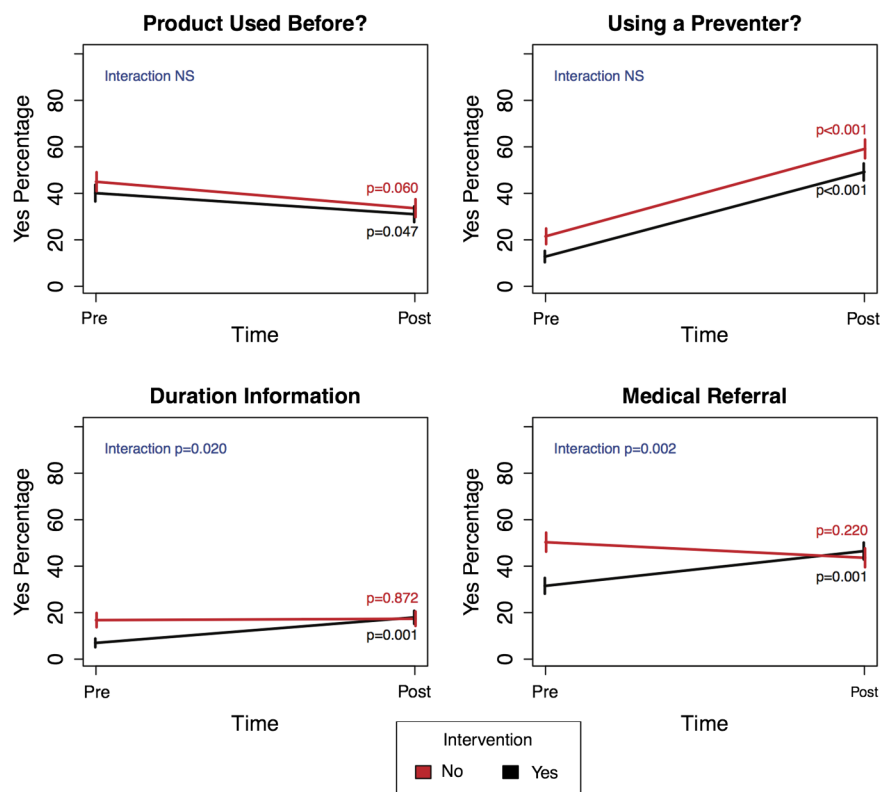 Product Used Before?
Interaction NS
Yes Percentage
0 20 40 60 80
p=0.060
p=0.047
Pre
Post
Time
Using a Preventer?
Interaction NS
Yes Percentage
0 20 40 60 80
p<0.001
p<0.001
Pre
Post
Time
Duration Information
Interaction p=0.020
Yes Percentage
0 20 40 60 80
p=0.872
p=0.001
Pre
Post
Time
Medical Referral
Interaction p=0.002
Yes Percentage
0 20 40 60 80
p=0.220
p=0.001
Pre
Post
Time
Intervention
No Yes